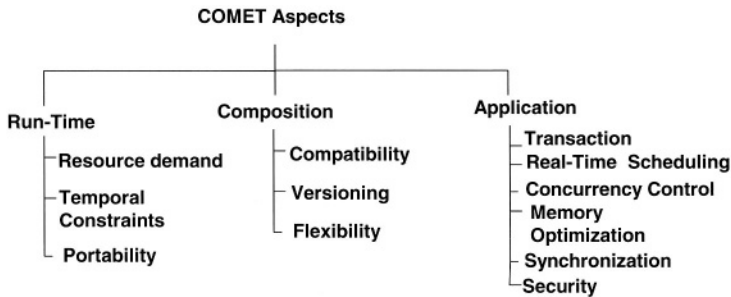 COMET Aspects
Run-Time
Resource demand
Temporal
Constraints
Portability
Composition
Compatibility
Versioning
Flexibility
Application
Transaction
Real-Time Scheduling
Concurrency Control
Memory
Optimization
Synchronization
Security